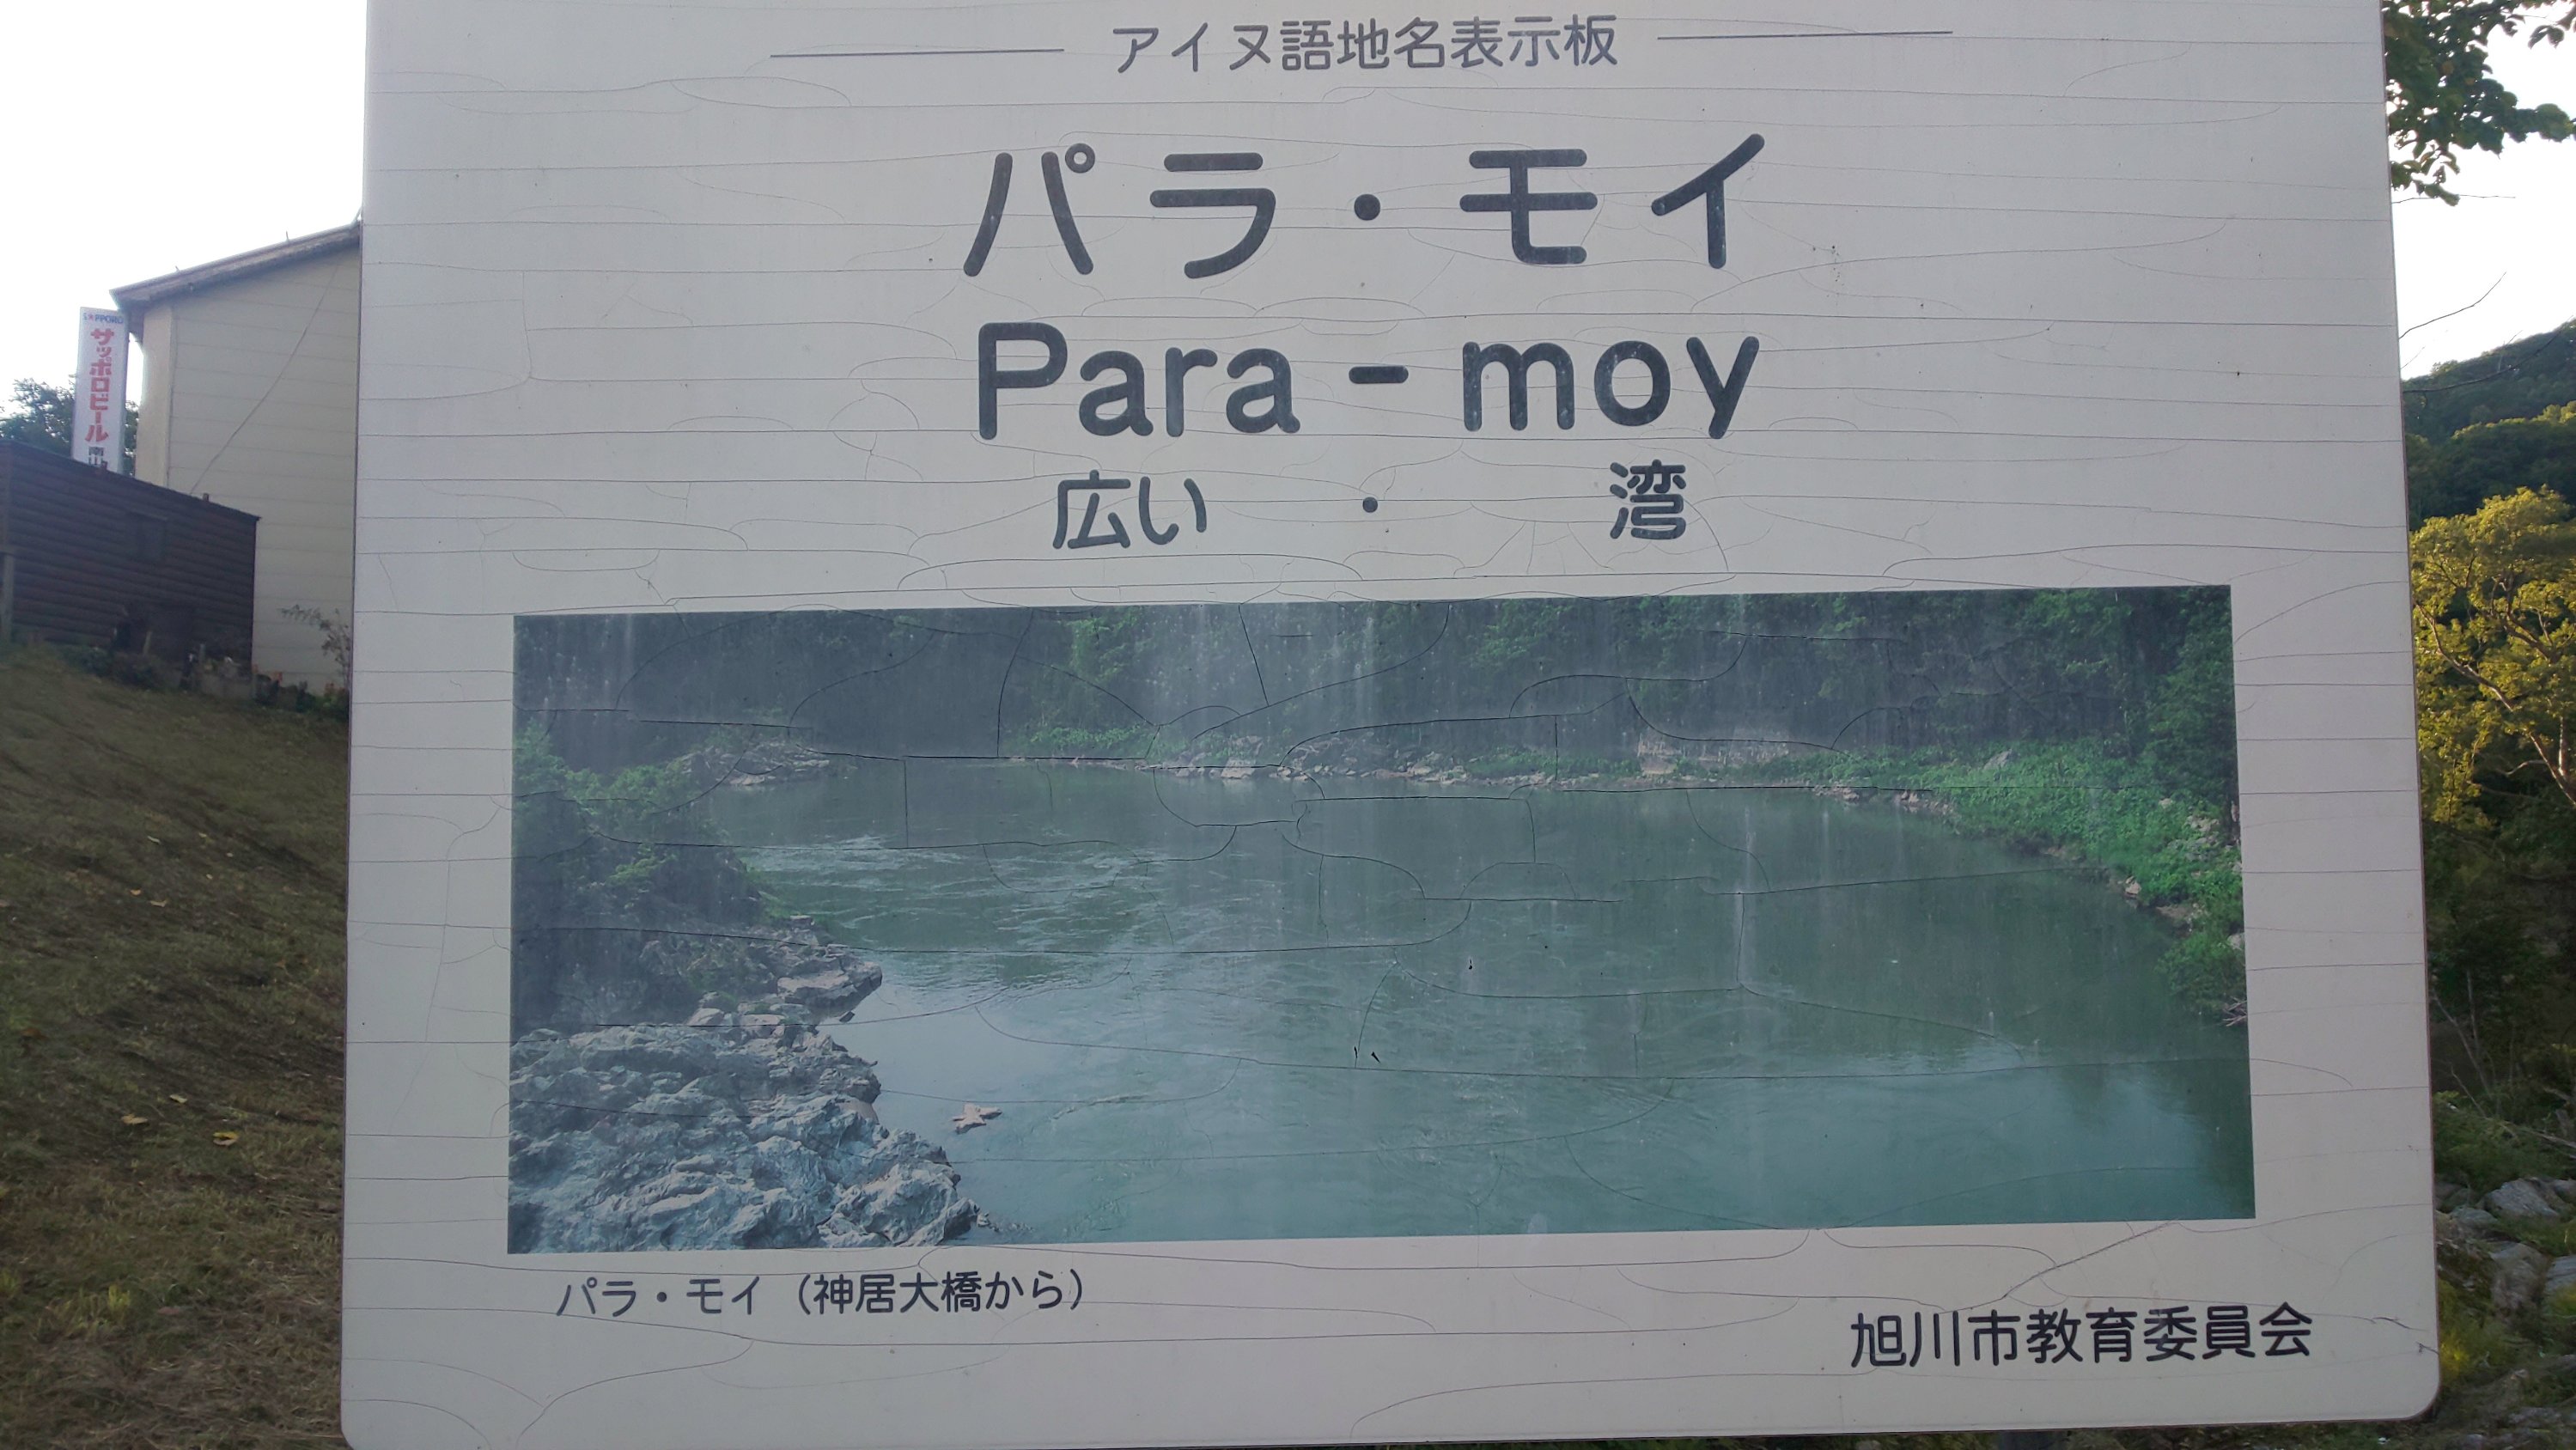 アイヌ語地名表示板
パラ・モイ
Para-moy
広い・湾
パラ・モイ（神居大橋から）
旭川市教育委員会
SAPPORO
サッポロビール